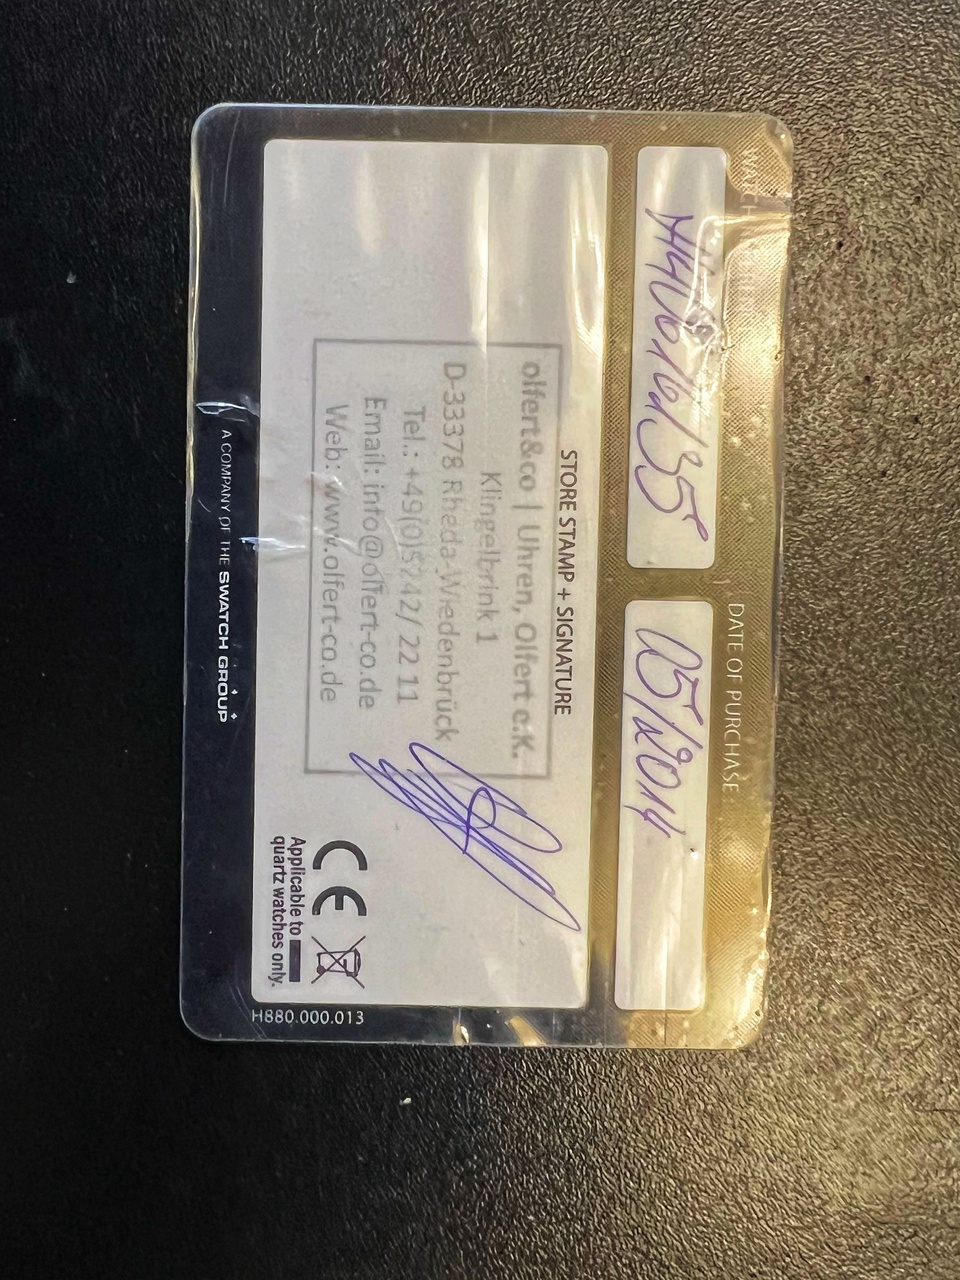 DATE OF PURCHASE:
05/2014
STORE STAMP + SIGNATURE
olfert&co | Uhren, Olfert e.K.
Klingelbrink 1
D-33378 Rheda-Wiedenbrück
Tel.: +49(0)5242/ 22 11
Email: info@olfert-co.de
Web: www.olfert-co.de
CE
Applicable to
quartz watches only.
A COMPANY OF THE SWATCH GROUP
H880.000.013